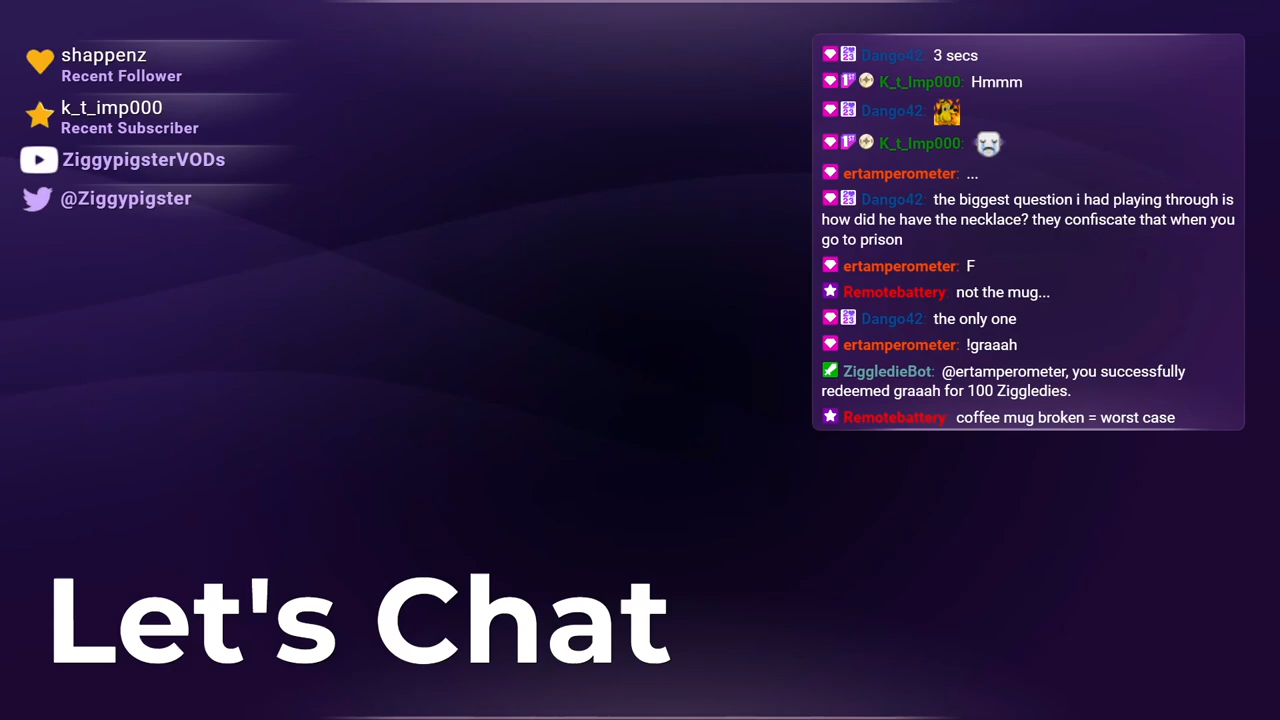 shappenz
Recent Follower
k_t_imp000
Recent Subscriber
ZiggypigsterVODs
@Ziggypigster
Dango42: 3 secs
K_t_Imp000: Hmmm
Dango42:
K_t_Imp000:
ertamperometer: ...
Dango42: the biggest question i had playing through is
how did he have the necklace? they confiscate that when you
go to prison
ertamperometer: F
Remotebattery: not the mug...
Dango42: the only one
ertamperometer: !graaah
ZiggledieBot: @ertamperometer, you successfully
redeemed graaah for 100 Ziggledies.
Remotebattery: coffee mug broken = worst case
Let's Chat